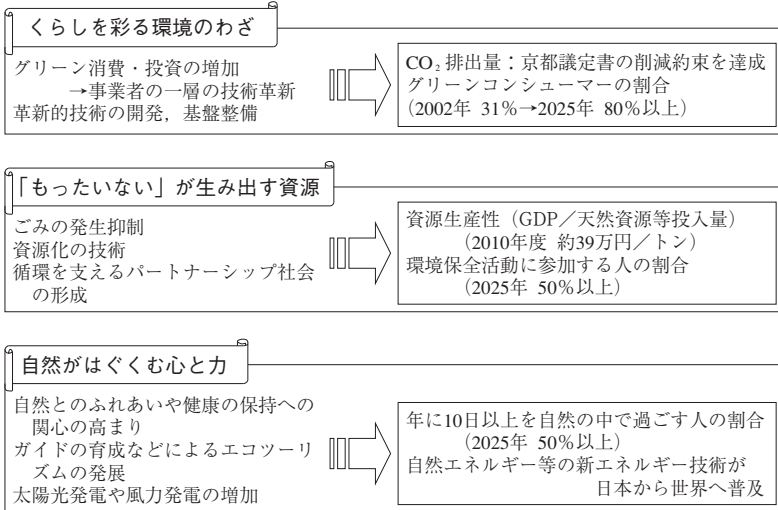 くらしを彩る環境のわざ
グリーン消費・投資の増加
→事業者の一層の技術革新
革新的技術の開発，基盤整備
CO₂排出量：京都議定書の削減約束を達成
グリーンコンシューマーの割合
（2002年 31％→2025年 80％以上）
「もったいない」が生み出す資源
ごみの発生抑制
資源化の技術
循環を支えるパートナーシップ社会
の形成
資源生産性（GDP／天然資源等投入量）
（2010年度 約39万円／トン）
環境保全活動に参加する人の割合
（2025年 50％以上）
自然がはぐくむ心と力
自然とのふれあいや健康の保持への
関心の高まり
ガイドの育成などによるエコツーリ
ズムの発展
太陽光発電や風力発電の増加
年に10日以上を自然の中で過ごす人の割合
（2025年 50％以上）
自然エネルギー等の新エネルギー技術が
日本から世界へ普及